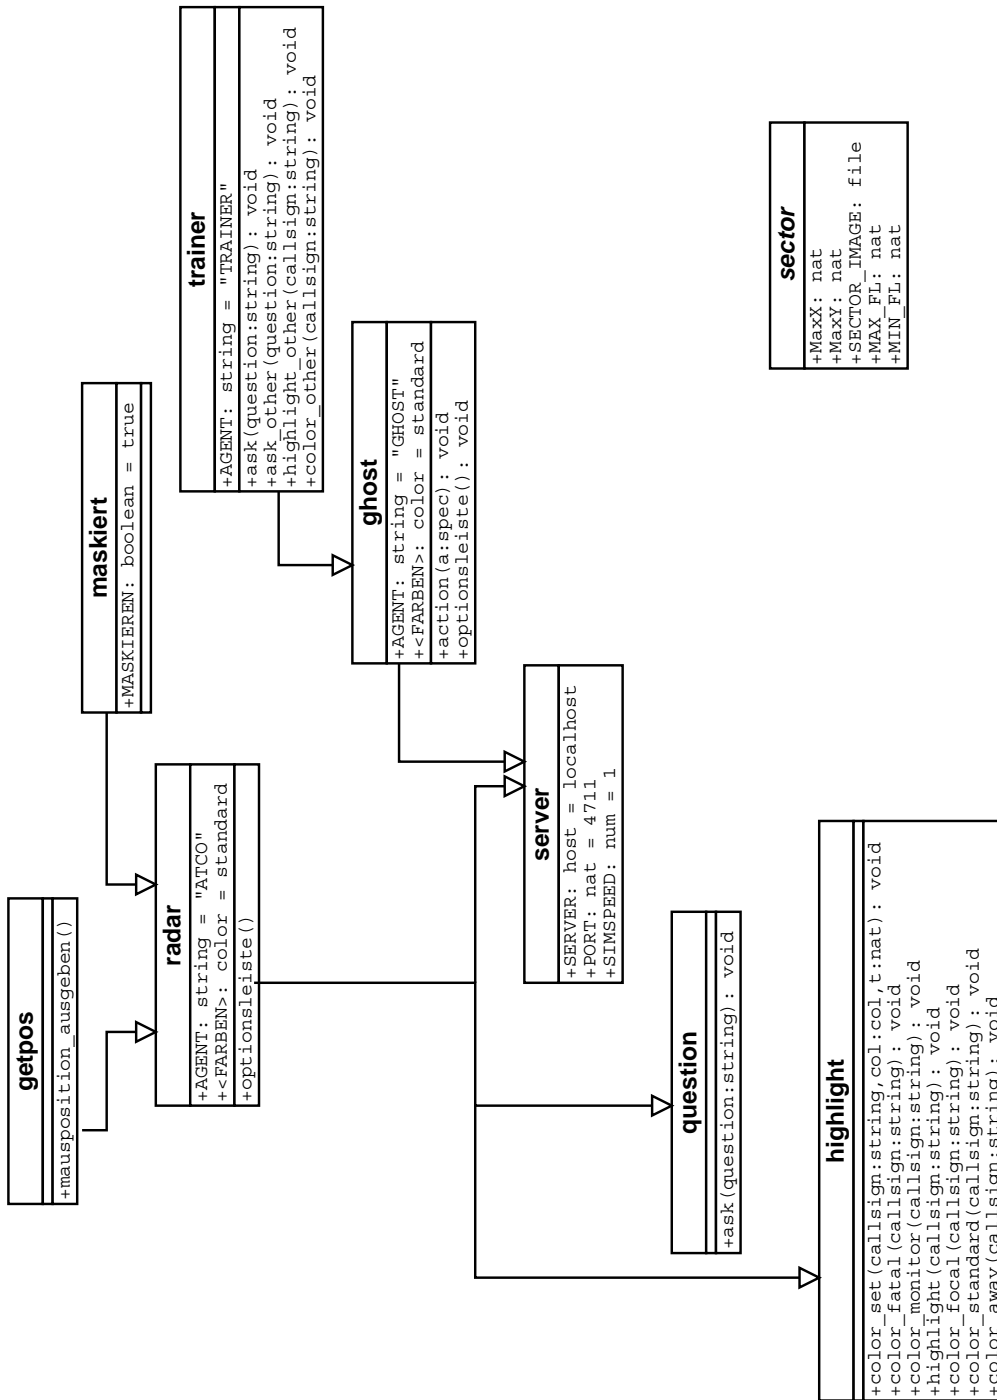 getpos
+mausposition_ausgeben()
maskiert
+MASKIEREN: boolean = true
trainer
+AGENT: string = "TRAINER"
+ask(question:string): void
+ask_other(question:string): void
+highlight_other(callsign:string): void
+color_other(callsign:string): void
radar
+AGENT: string = "ATCO"
+<FARBEN>: color = standard
+optionsleiste()
ghost
+AGENT: string = "GHOST"
+<FARBEN>: color = standard
+action(a:spec): void
+optionsleiste(): void
server
+SERVER: host = localhost
+PORT: nat = 4711
+SIMSPEED: num = 1
question
+ask(question:string): void
highlight
+color_set(callsign:string,col:col,t:nat): void
+color_fatal(callsign:string): void
+color_monitor(callsign:string): void
+highlight(callsign:string): void
+color_focal(callsign:string): void
+color_standard(callsign:string): void
+color_away(callsign:string): void
sector
+MaxX: nat
+MaxY: nat
+SECTOR_IMAGE: file
+MAX_FL: nat
+MIN_FL: nat